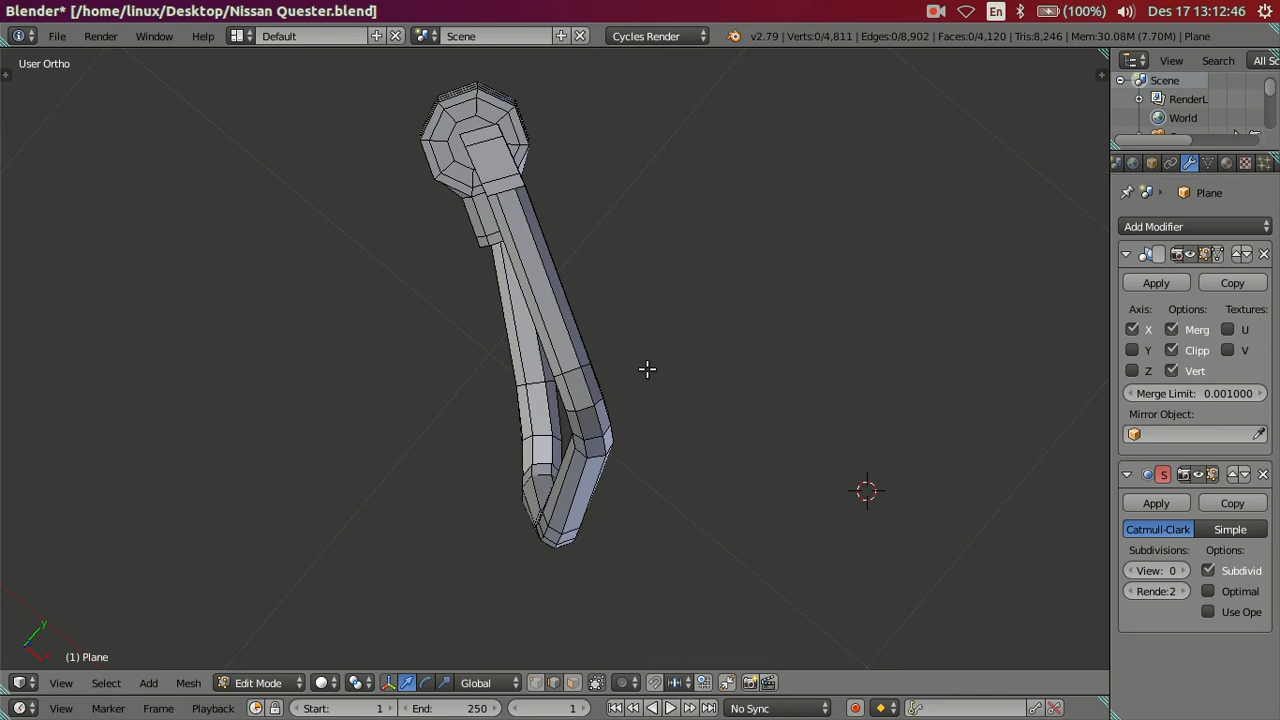 Blender* [/home/linux/Desktop/Nissan Quester.blend]
En (100%) Des 17 13:12:46
File Render Window Help Default Scene Cycles Render v2.79 | Verts:0/4,811 | Edges:0/8,902 | Faces:0/4,120 | Tris:8,246 | Mem:30.08M (7.70M) | Plane
User Ortho
View Search All Sc
Scene
RenderL
World
Plane
Add Modifier
Apply Copy
Axis: Options: Textures:
X Merg U
Y Clipp V
Z Vert
Merge Limit: 0.001000
Mirror Object:
S
Apply Copy
Catmull-Clark Simple
Subdivisions: Options:
View: 0 Subdivid
Rende:2 Optimal
Use Ope
y
x
(1) Plane
View Select Add Mesh Edit Mode Global
View Marker Frame Playback Start: 1 End: 250 1 No Sync